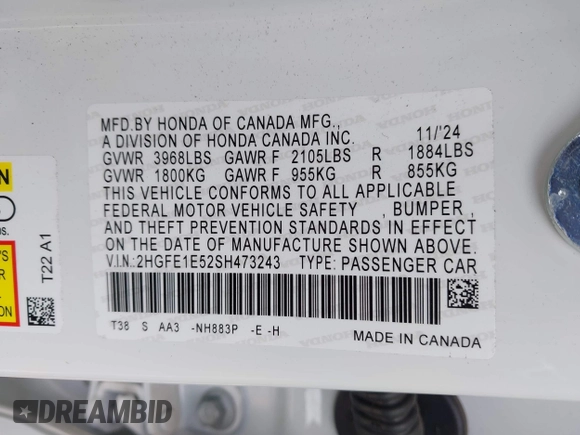 MFD.BY HONDA OF CANADA MFG.,
A DIVISION OF HONDA CANADA INC. 11/'24
GVWR 3968LBS GAWR F 2105LBS R 1884LBS
GVWR 1800KG GAWR F 955KG R 855KG
THIS VEHICLE CONFORMS TO ALL APPLICABLE
FEDERAL MOTOR VEHICLE SAFETY , BUMPER ,
AND THEFT PREVENTION STANDARDS IN EFFECT
ON THE DATE OF MANUFACTURE SHOWN ABOVE.
V.I.N.:2HGFE1E52SH473243 TYPE: PASSENGER CAR
T38 S AA3 -NH883P -E -H
MADE IN CANADA
T22 A1
HONDA
DREAMBID